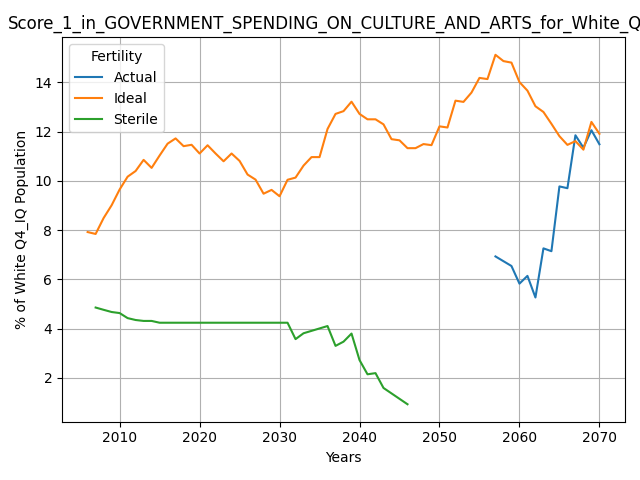 Score_1_in_GOVERNMENT_SPENDING_ON_CULTURE_AND_ARTS_for_White_Q
Fertility
Actual
Ideal
Sterile
% of White Q4_IQ Population
14
12
10
8
6
4
2
2010 2020 2030 2040 2050 2060 2070
Years